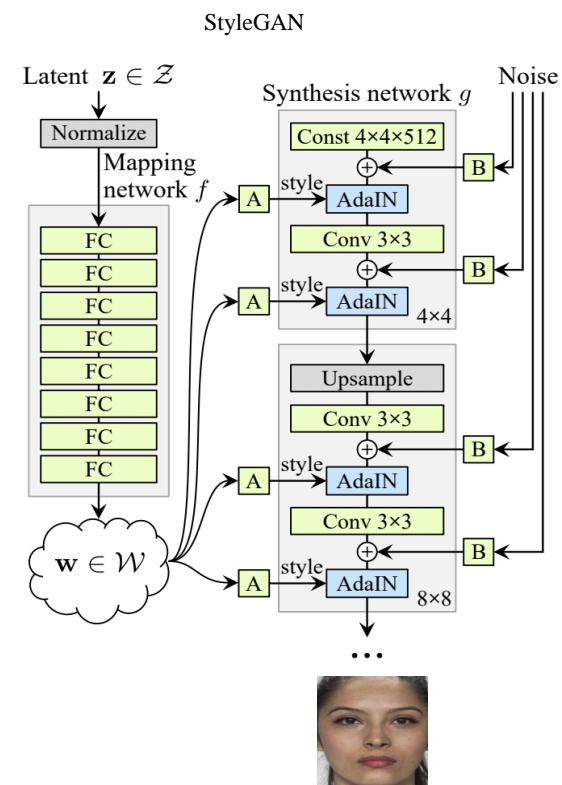 StyleGAN
Latent z ∈ Z
Noise
Synthesis network g
Normalize
Mapping
network f
FC
FC
FC
FC
FC
FC
FC
FC
w ∈ W
Const 4×4×512
B
A
style
AdaIN
Conv 3×3
B
A
style
AdaIN
4×4
Upsample
Conv 3×3
B
A
style
AdaIN
Conv 3×3
B
A
style
AdaIN
8×8
...